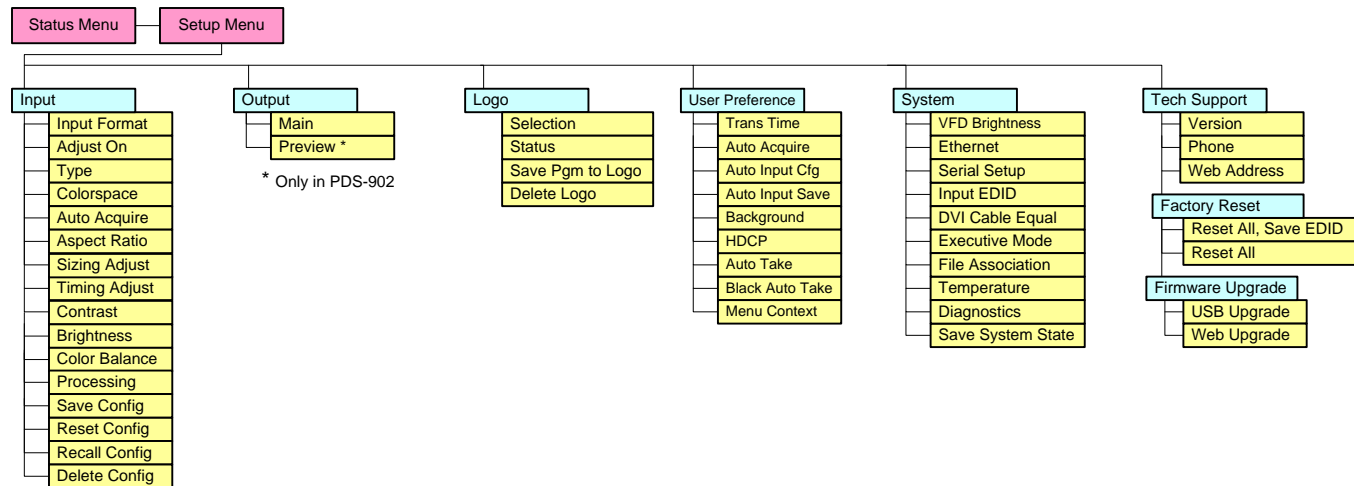 Status Menu
Setup Menu
Input
Input Format
Adjust On
Type
Colorspace
Auto Acquire
Aspect Ratio
Sizing Adjust
Timing Adjust
Contrast
Brightness
Color Balance
Processing
Save Config
Reset Config
Recall Config
Delete Config
Output
Main
Preview *
* Only in PDS-902
Logo
Selection
Status
Save Pgm to Logo
Delete Logo
User Preference
Trans Time
Auto Acquire
Auto Input Cfg
Auto Input Save
Background
HDCP
Auto Take
Black Auto Take
Menu Context
System
VFD Brightness
Ethernet
Serial Setup
Input EDID
DVI Cable Equal
Executive Mode
File Association
Temperature
Diagnostics
Save System State
Tech Support
Version
Phone
Web Address
Factory Reset
Reset All, Save EDID
Reset All
Firmware Upgrade
USB Upgrade
Web Upgrade